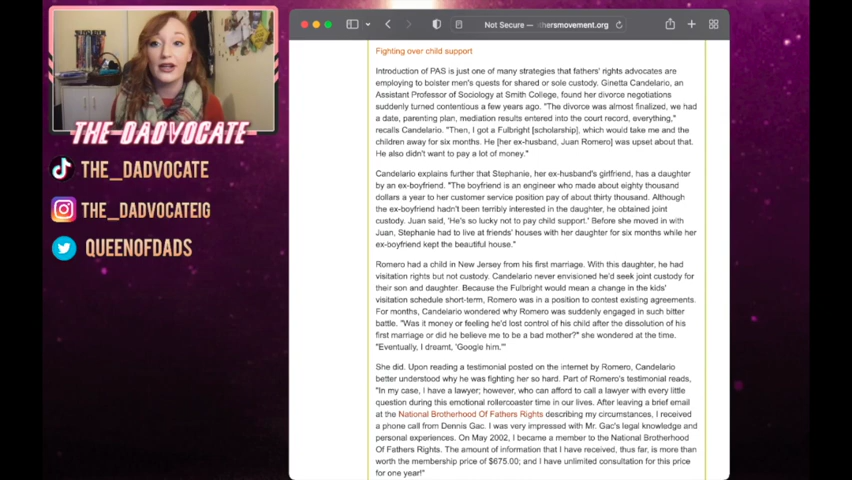 THE DADVOCATE
THE_DADVOCATE
THE_DADVOCATEIG
QUEENOFDADS
Not Secure — hersmovement.org
Fighting over child support
Introduction of PAS is just one of many strategies that fathers' rights advocates are
employing to bolster men's quests for shared or sole custody. Ginetta Candelario, an
Assistant Professor of Sociology at Smith College, found her divorce negotiations
suddenly turned contentious a few years ago. "The divorce was almost finalized, we had
a date, parenting plan, mediation results entered into the court record, everything,"
recalls Candelario. "Then, I got a Fulbright [scholarship], which would take me and the
children away for six months. He [her ex-husband, Juan Romero] was upset about that.
He also didn't want to pay a lot of money."
Candelario explains further that Stephanie, her ex-husband's girlfriend, has a daughter
by an ex-boyfriend. "The boyfriend is an engineer who made about eighty thousand
dollars a year to her customer service position pay of about thirty thousand. Although
the ex-boyfriend hadn't been terribly interested in the daughter, he obtained joint
custody. Juan said, 'He's so lucky not to pay child support.' Before she moved in with
Juan, Stephanie had to live at friends' houses with her daughter for six months while her
ex-boyfriend kept the beautiful house."
Romero had a child in New Jersey from his first marriage. With this daughter, he had
visitation rights but not custody. Candelario never envisioned he'd seek joint custody for
their son and daughter. Because the Fulbright would mean a change in the kids'
visitation schedule short-term, Romero was in a position to contest existing agreements.
For months, Candelario wondered why Romero was suddenly engaged in such bitter
battle. "Was it money or feeling he'd lost control of his child after the dissolution of his
first marriage or did he believe me to be a bad mother?" she wondered at the time.
"Eventually, I dreamt, 'Google him.'"
She did. Upon reading a testimonial posted on the internet by Romero, Candelario
better understood why he was fighting her so hard. Part of Romero's testimonial reads,
"In my case, I have a lawyer; however, who can afford to call a lawyer with every little
question during this emotional rollercoaster time in our lives. After leaving a brief email
at the National Brotherhood Of Fathers Rights describing my circumstances, I received
a phone call from Dennis Gac. I was very impressed with Mr. Gac's legal knowledge and
personal experiences. On May 2002, I became a member to the National Brotherhood
Of Fathers Rights. The amount of information that I have received, thus far, is more than
worth the membership price of $675.00; and I have unlimited consultation for this price
for one year!"